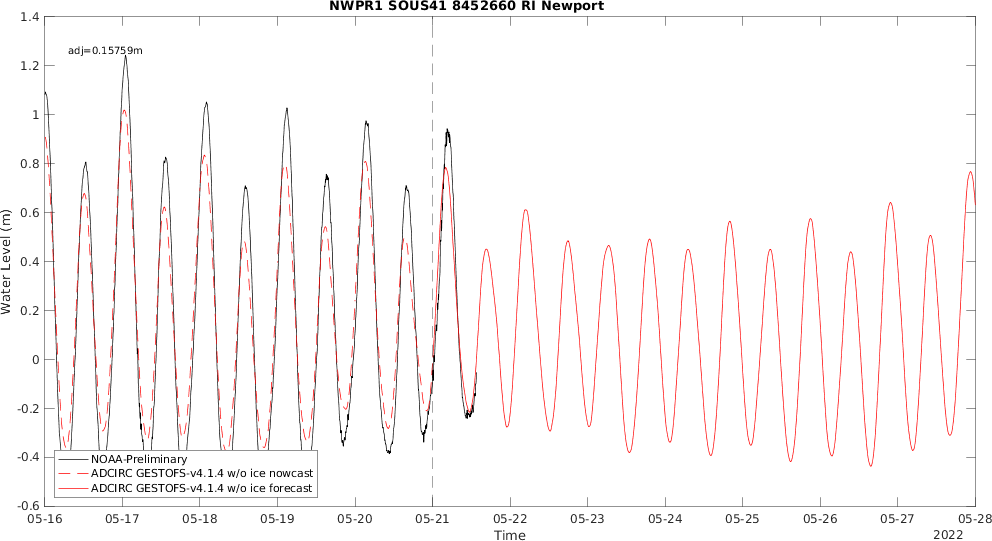 NWPR1 SOUS41 8452660 RI Newport
adj=0.15759m
Water Level (m)
1.4
1.2
1
0.8
0.6
0.4
0.2
0
-0.2
-0.4
-0.6
NOAA-Preliminary
ADCIRC GESTOFS-v4.1.4 w/o ice nowcast
ADCIRC GESTOFS-v4.1.4 w/o ice forecast
05-16 05-17 05-18 05-19 05-20 05-21 05-22 05-23 05-24 05-25 05-26 05-27 05-28
Time
2022